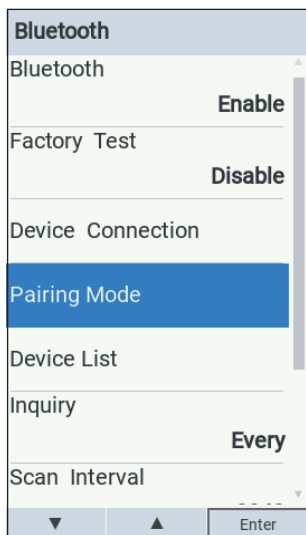 Bluetooth
Bluetooth
Enable
Factory Test
Disable
Device Connection
Pairing Mode
Device List
Inquiry
Every
Scan Interval
▼ ▲ Enter